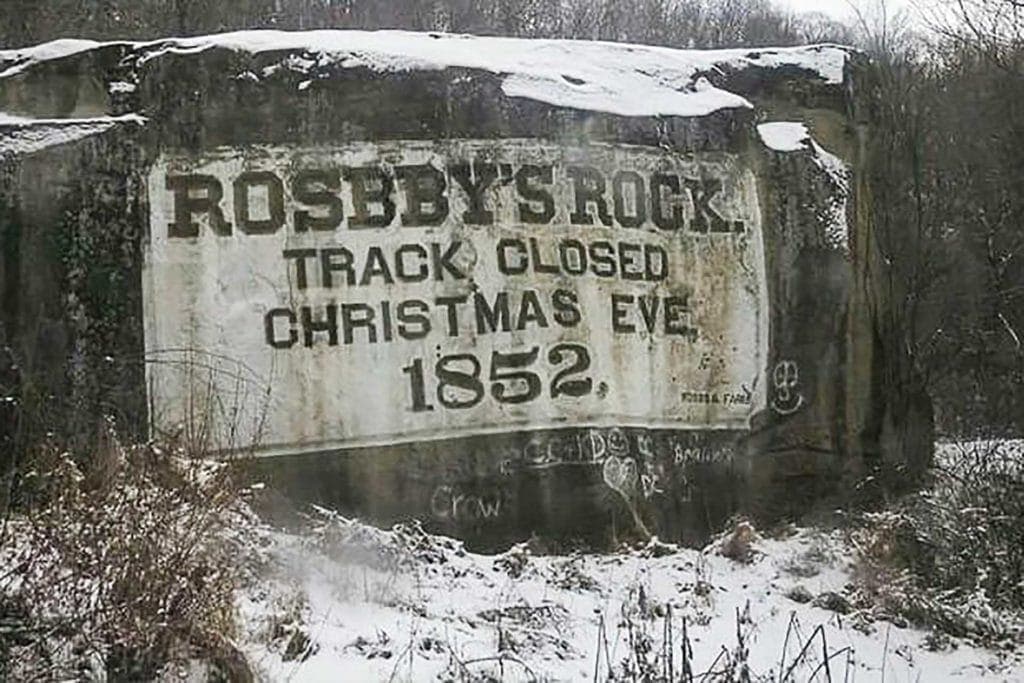 ROSBBY'S ROCK.
TRACK CLOSED
CHRISTMAS EVE,
1852,
Crow